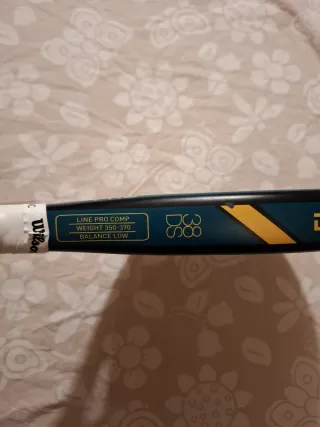 Wilson
LINE PRO COMP
WEIGHT 350-370
BALANCE LOW
38
DS